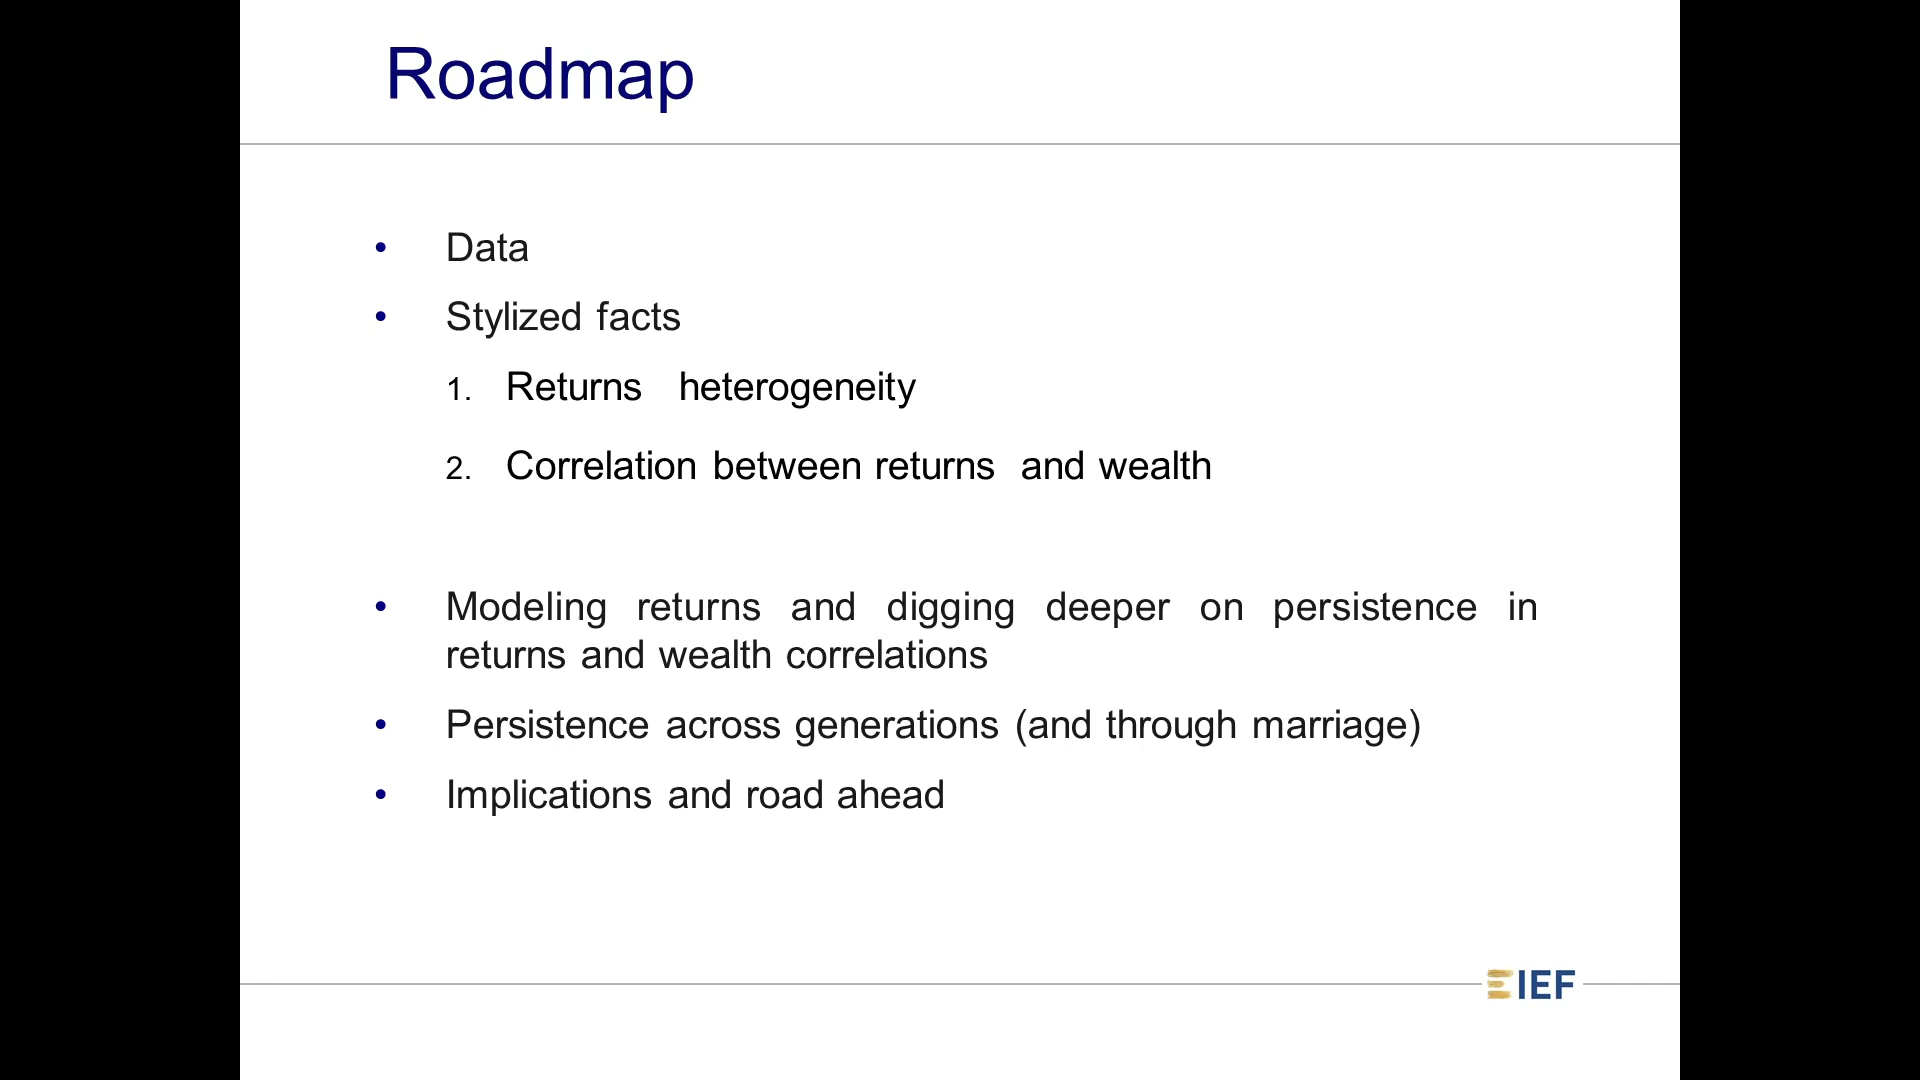 Roadmap
• Data
• Stylized facts
1. Returns heterogeneity
2. Correlation between returns and wealth
• Modeling returns and digging deeper on persistence in
returns and wealth correlations
• Persistence across generations (and through marriage)
• Implications and road ahead
EIEF